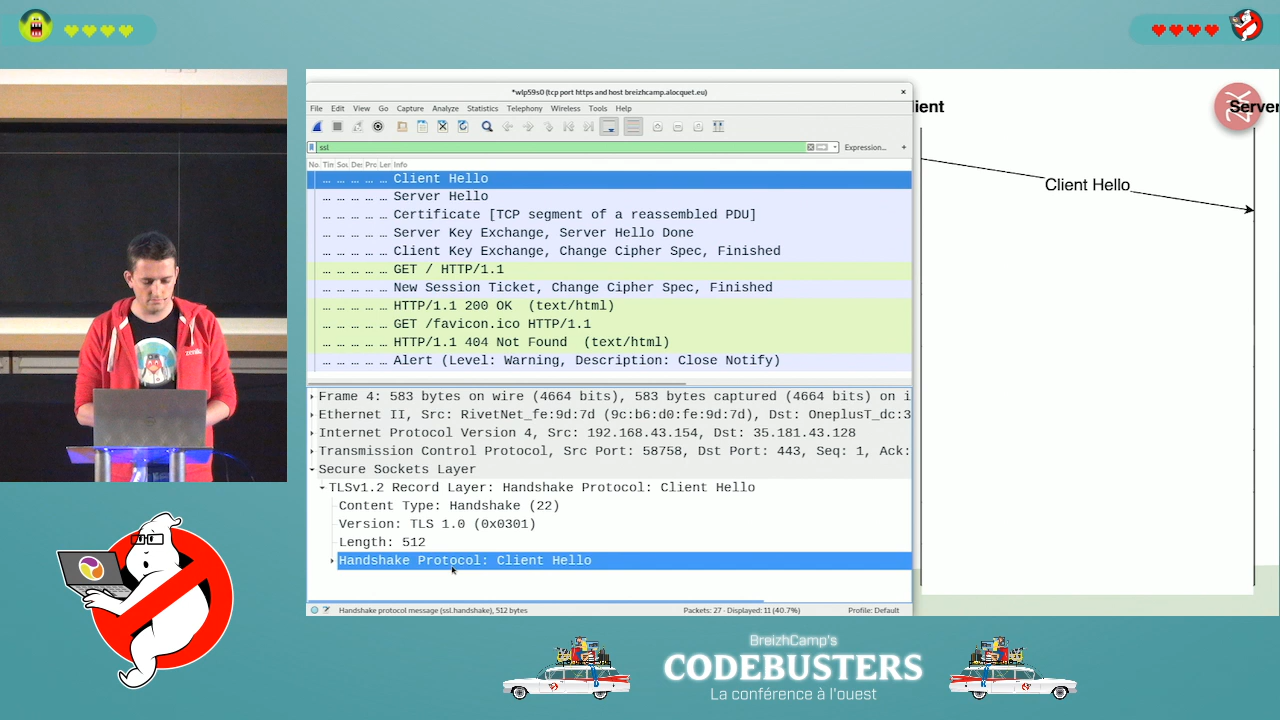 *wlp59s0 (tcp port https and host breizhcamp.alocquet.eu)
File Edit View Go Capture Analyze Statistics Telephony Wireless Tools Help
ssl Expression... +
No. Tin Sou De: Prc Ler Info
... ... ... ... ... Client Hello
... ... ... ... ... Server Hello
... ... ... ... ... Certificate [TCP segment of a reassembled PDU]
... ... ... ... ... Server Key Exchange, Server Hello Done
... ... ... ... ... Client Key Exchange, Change Cipher Spec, Finished
... ... ... ... ... GET / HTTP/1.1
... ... ... ... ... New Session Ticket, Change Cipher Spec, Finished
... ... ... ... ... HTTP/1.1 200 OK (text/html)
... ... ... ... ... GET /favicon.ico HTTP/1.1
... ... ... ... ... HTTP/1.1 404 Not Found (text/html)
... ... ... ... ... Alert (Level: Warning, Description: Close Notify)
Frame 4: 583 bytes on wire (4664 bits), 583 bytes captured (4664 bits) on i
Ethernet II, Src: RivetNet_fe:9d:7d (9c:b6:d0:fe:9d:7d), Dst: OneplusT_dc:3
Internet Protocol Version 4, Src: 192.168.43.154, Dst: 35.181.43.128
Transmission Control Protocol, Src Port: 58758, Dst Port: 443, Seq: 1, Ack:
Secure Sockets Layer
TLSv1.2 Record Layer: Handshake Protocol: Client Hello
Content Type: Handshake (22)
Version: TLS 1.0 (0x0301)
Length: 512
Handshake Protocol: Client Hello
Handshake protocol message (ssl.handshake), 512 bytes Packets: 27 · Displayed: 11 (40.7%) Profile: Default
lient
Server
Client Hello
BreizhCamp's
CODEBUSTERS
La conférence à l'ouest